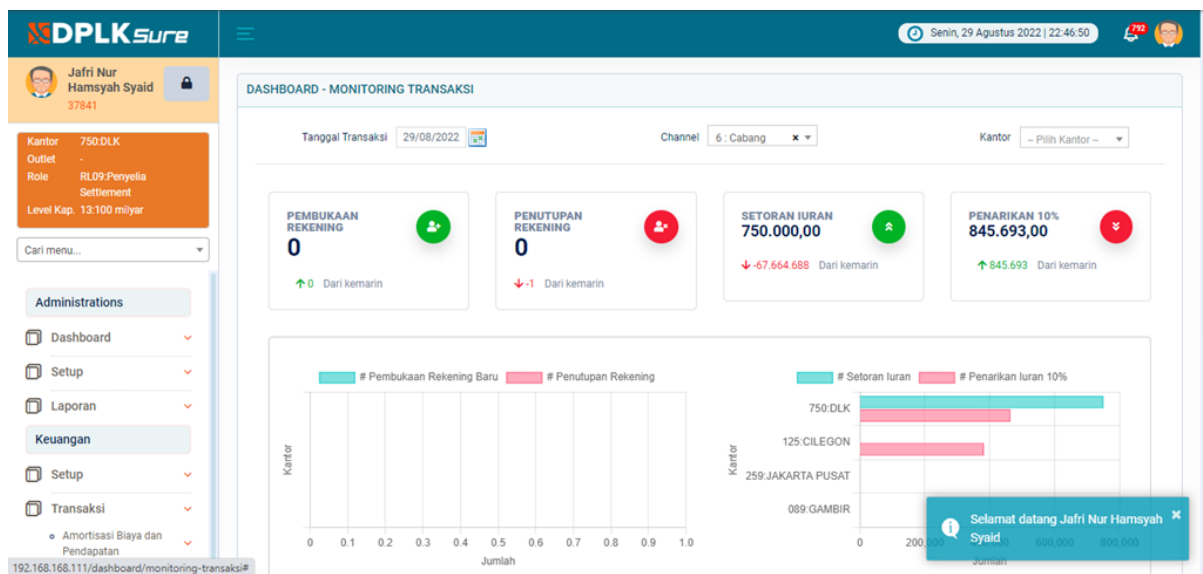 DPLKSure
Senin, 29 Agustus 2022 | 22:46:50
792
Jafri Nur
Hamsyah Syaid
37841
Kantor 750:DLK
Outlet -
Role RL09:Penyelia
Settlement
Level Kap. 13:100 milyar
Cari menu...
Administrations
Dashboard
Setup
Laporan
Keuangan
Setup
Transaksi
Amortisasi Biaya dan
Pendapatan
192.168.168.111/dashboard/monitoring-transaksi#
DASHBOARD - MONITORING TRANSAKSI
Tanggal Transaksi 29/08/2022 Channel 6 : Cabang × Kantor -- Pilih Kantor --
PEMBUKAAN
REKENING
0
↑ 0 Dari kemarin
PENUTUPAN
REKENING
0
↓ -1 Dari kemarin
SETORAN IURAN
750.000,00
↓ -67.664.688 Dari kemarin
PENARIKAN 10%
845.693,00
↑ 845.693 Dari kemarin
# Pembukaan Rekening Baru # Penutupan Rekening
Kantor
0 0.1 0.2 0.3 0.4 0.5 0.6 0.7 0.8 0.9 1.0
Jumlah
# Setoran Iuran # Penarikan Iuran 10%
Kantor
750:DLK
125:CILEGON
259:JAKARTA PUSAT
089:GAMBIR
0 200,000 400,000 600,000 800,000
Jumlah
Selamat datang Jafri Nur Hamsyah ×
Syaid